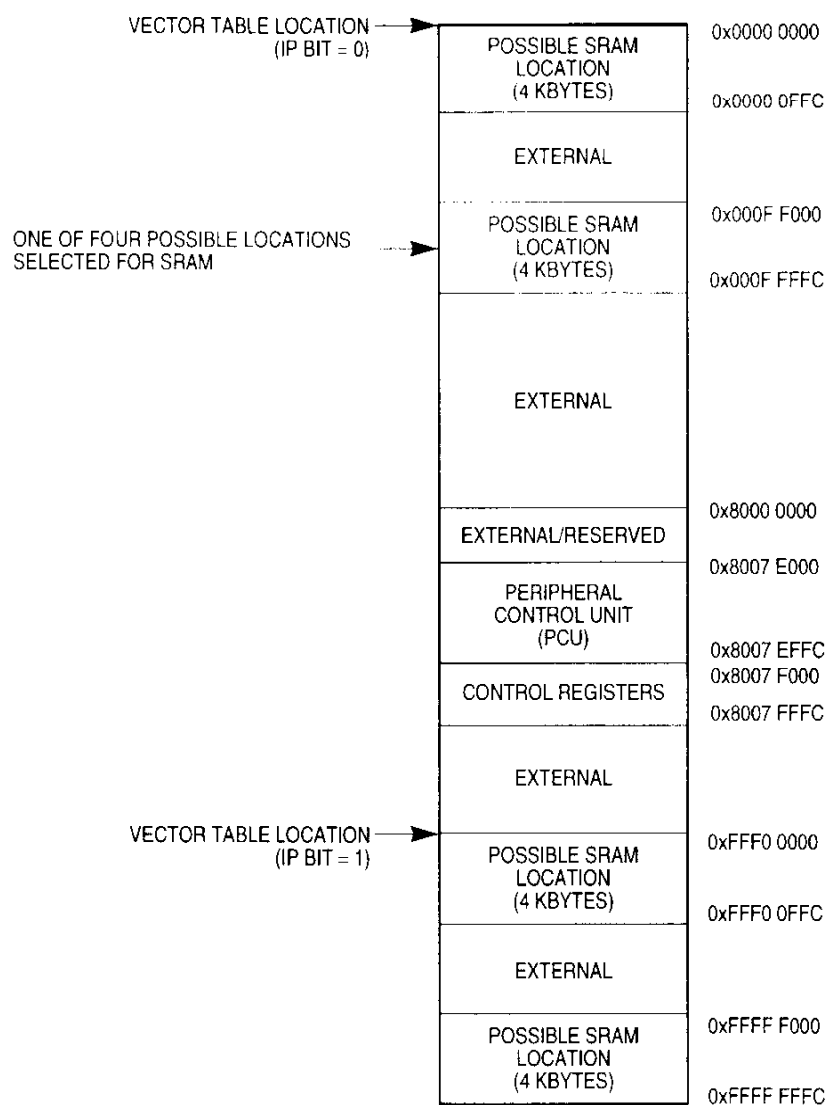 VECTOR TABLE LOCATION
(IP BIT = 0)
POSSIBLE SRAM
LOCATION
(4 KBYTES)
0x0000 0000
0x0000 0FFC
EXTERNAL
ONE OF FOUR POSSIBLE LOCATIONS
SELECTED FOR SRAM
POSSIBLE SRAM
LOCATION
(4 KBYTES)
0x000F F000
0x000F FFFC
EXTERNAL
0x8000 0000
EXTERNAL/RESERVED
0x8007 E000
PERIPHERAL
CONTROL UNIT
(PCU)
0x8007 EFFC
0x8007 F000
CONTROL REGISTERS
0x8007 FFFC
EXTERNAL
VECTOR TABLE LOCATION
(IP BIT = 1)
0xFFF0 0000
POSSIBLE SRAM
LOCATION
(4 KBYTES)
0xFFF0 0FFC
EXTERNAL
0xFFFF F000
POSSIBLE SRAM
LOCATION
(4 KBYTES)
0xFFFF FFFC